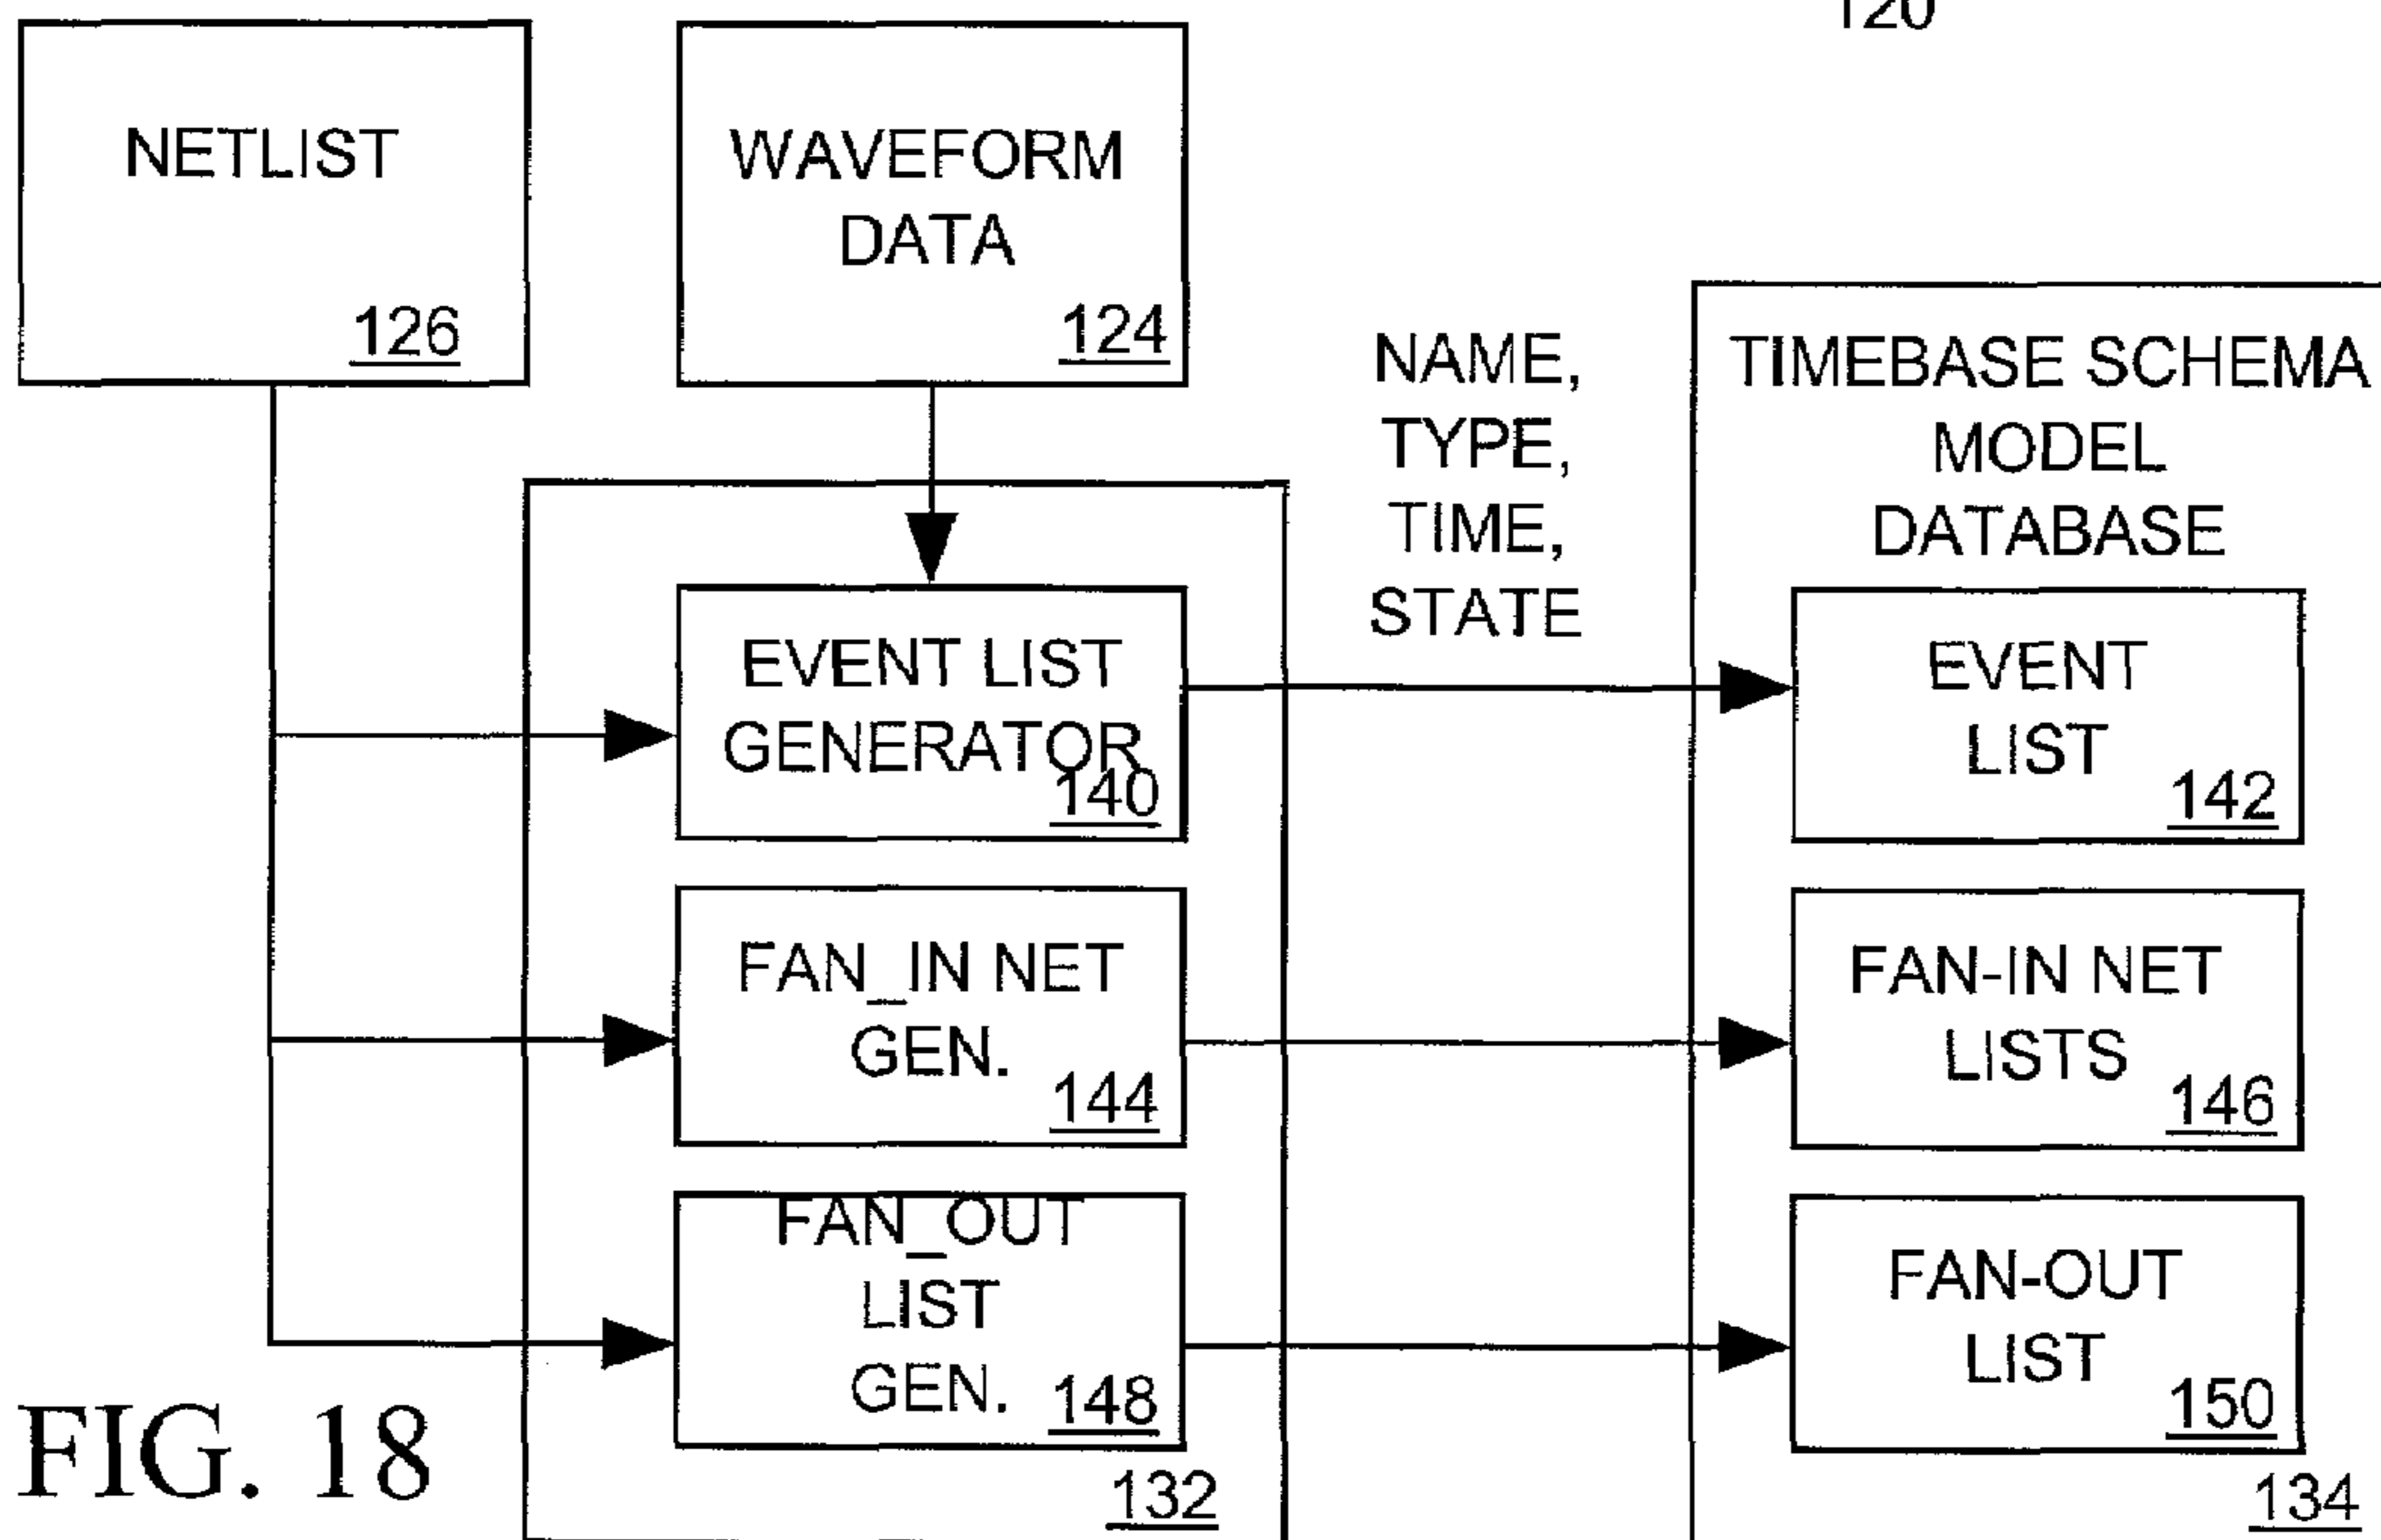 120
NETLIST
126
WAVEFORM
DATA
124
NAME,
TYPE,
TIME,
STATE
TIMEBASE SCHEMA
MODEL
DATABASE
EVENT LIST
GENERATOR
140
EVENT
LIST
142
FAN_IN NET
GEN.
144
FAN-IN NET
LISTS
146
FAN_OUT
LIST
GEN.
148
FAN-OUT
LIST
150
132
134
FIG. 18